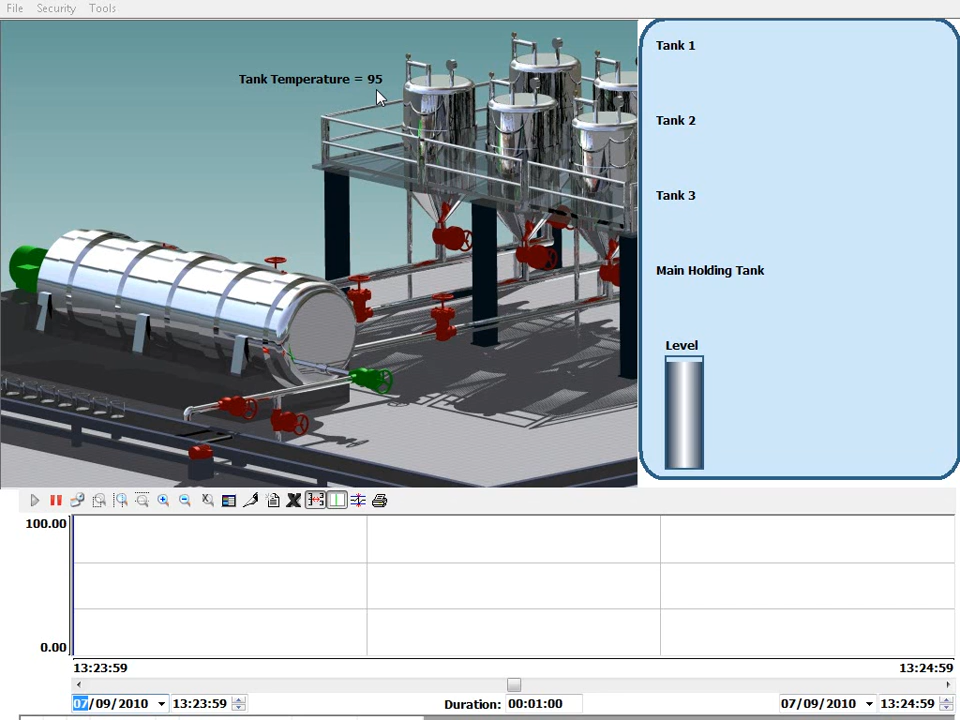 File Security Tools
Tank Temperature = 95
Tank 1
Tank 2
Tank 3
Main Holding Tank
Level
100.00
0.00
13:23:59 13:24:59
07/09/2010 13:23:59 Duration: 00:01:00 07/09/2010 13:24:59